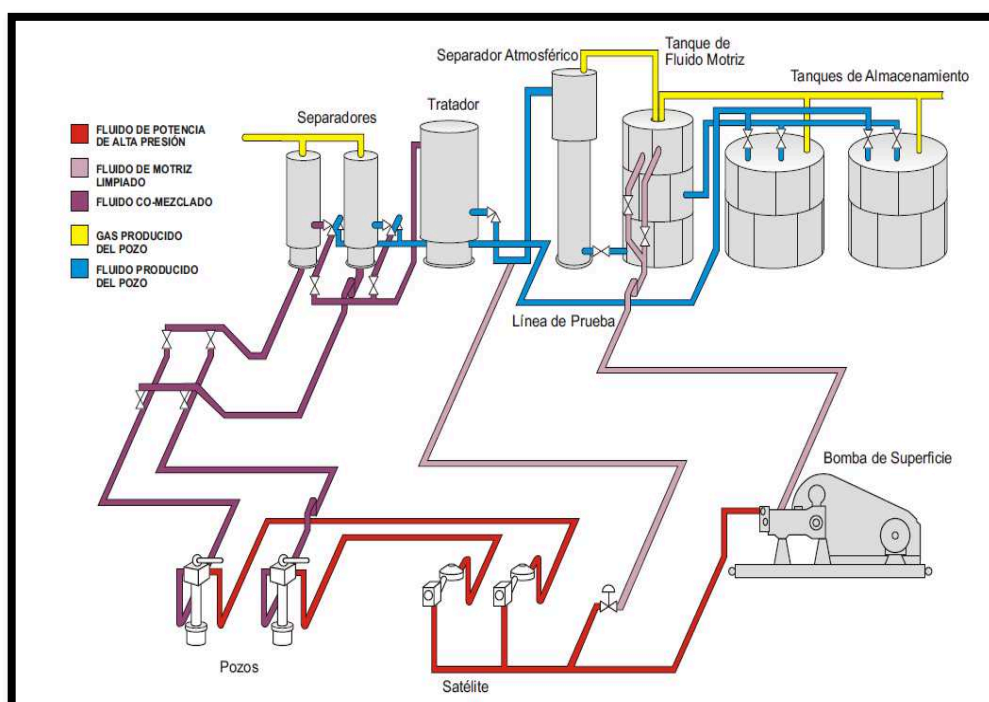 Separador Atmosférico
Tanque de
Fluido Motriz
Tanques de Almacenamiento
Separadores
Tratador
FLUIDO DE POTENCIA
DE ALTA PRESIÓN
FLUIDO DE MOTRIZ
LIMPIADO
FLUIDO CO-MEZCLADO
GAS PRODUCIDO
DEL POZO
FLUIDO PRODUCIDO
DEL POZO
Línea de Prueba
Bomba de Superficie
Pozos
Satélite